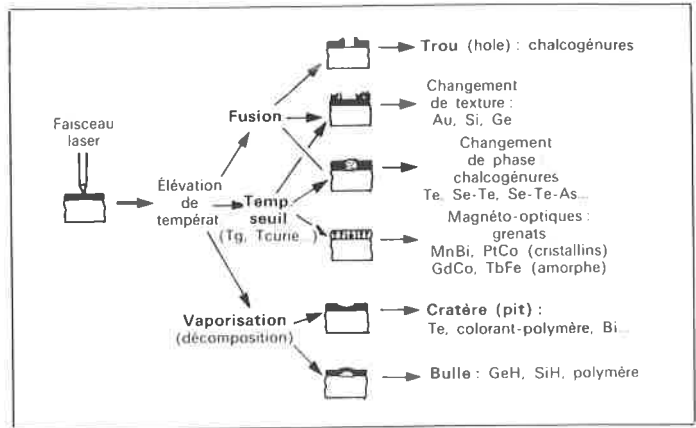 Faisceau
laser
Élévation
de
températ
Fusion
Temp.
seuil
(Tg, Tcurie...)
Vaporisation
(décomposition)
Trou (hole) : chalcogénures
Changement
de texture :
Au, Si, Ge
Changement
de phase
chalcogénures
Te, Se-Te, Se-Te-As...
Magnéto-optiques :
grenats
MnBi, PtCo (cristallins)
GdCo, TbFe (amorphe)
Cratère (pit) :
Te, colorant-polymère, Bi...
Bulle : GeH, SiH, polymère